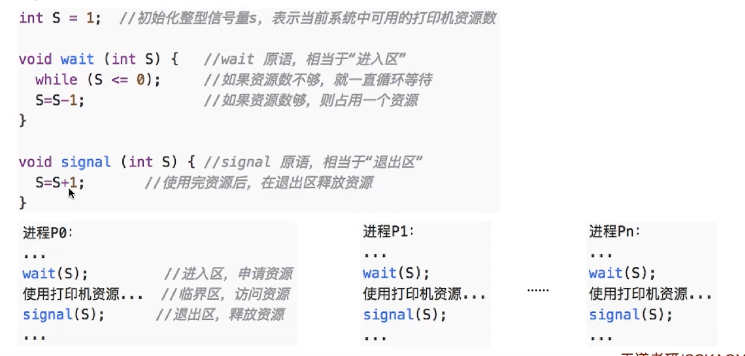 int S = 1; //初始化整型信号量s，表示当前系统中可用的打印机资源数
void wait (int S) { //wait 原语，相当于“进入区”
while (S <= 0); //如果资源数不够，就一直循环等待
S=S-1; //如果资源数够，则占用一个资源
}
void signal (int S) { //signal 原语，相当于“退出区”
S=S+1; //使用完资源后，在退出区释放资源
}
进程P0：
...
wait(S); //进入区，申请资源
使用打印机资源... //临界区，访问资源
signal(S); //退出区，释放资源
...
进程P1：
...
wait(S);
使用打印机资源...
signal(S);
...
......
进程Pn：
...
wait(S);
使用打印机资源...
signal(S);
...